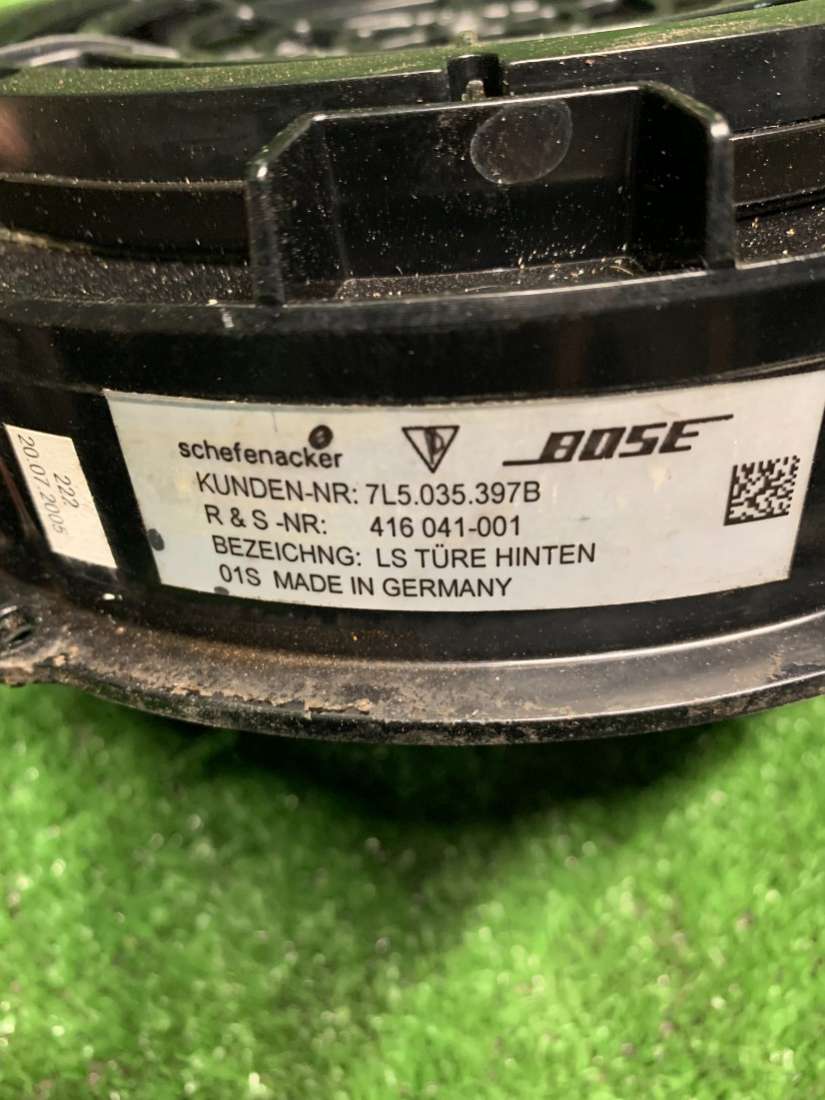 schefenacker
BOSE
KUNDEN-NR: 7L5.035.397B
R & S -NR: 416 041-001
BEZEICHNG: LS TÜRE HINTEN
01S MADE IN GERMANY
222
20.07.2005